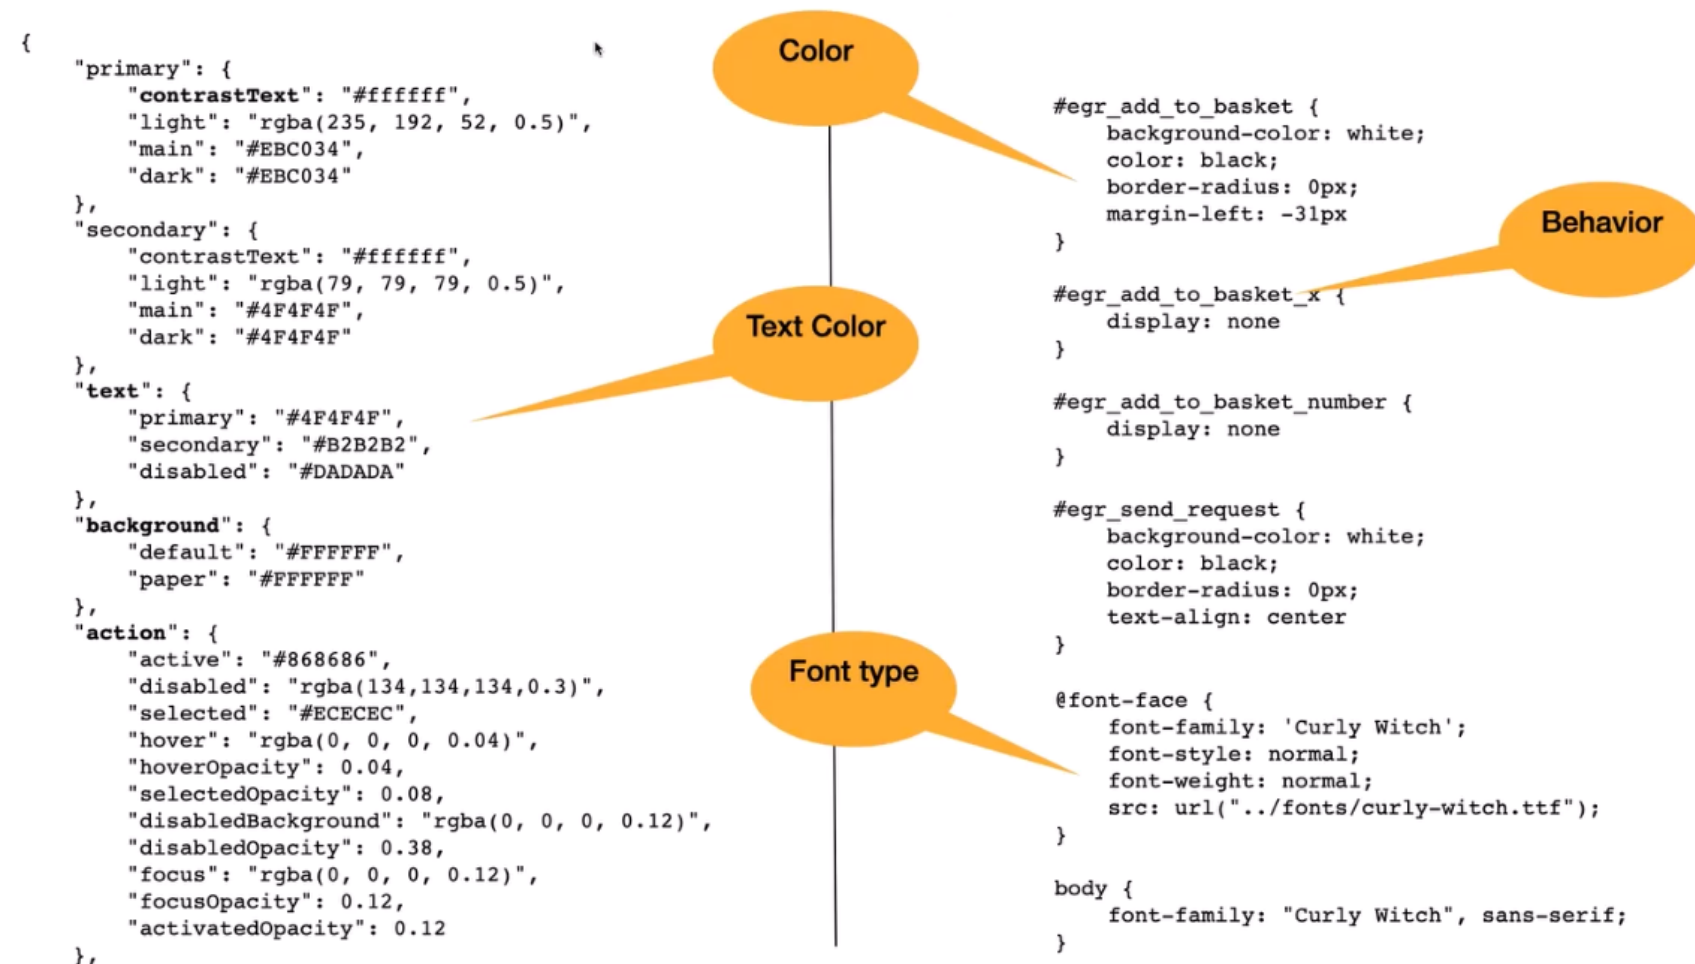 {
    "primary": {
        "contrastText": "#ffffff",
        "light": "rgba(235, 192, 52, 0.5)",
        "main": "#EBC034",
        "dark": "#EBC034"
    },
    "secondary": {
        "contrastText": "#ffffff",
        "light": "rgba(79, 79, 79, 0.5)",
        "main": "#4F4F4F",
        "dark": "#4F4F4F"
    },
    "text": {
        "primary": "#4F4F4F",
        "secondary": "#B2B2B2",
        "disabled": "#DADADA"
    },
    "background": {
        "default": "#FFFFFF",
        "paper": "#FFFFFF"
    },
    "action": {
        "active": "#868686",
        "disabled": "rgba(134,134,134,0.3)",
        "selected": "#ECECEC",
        "hover": "rgba(0, 0, 0, 0.04)",
        "hoverOpacity": 0.04,
        "selectedOpacity": 0.08,
        "disabledBackground": "rgba(0, 0, 0, 0.12)",
        "disabledOpacity": 0.38,
        "focus": "rgba(0, 0, 0, 0.12)",
        "focusOpacity": 0.12,
        "activatedOpacity": 0.12
    },
Color
Text Color
Font type
#egr_add_to_basket {
    background-color: white;
    color: black;
    border-radius: 0px;
    margin-left: -31px
}
#egr_add_to_basket_x {
    display: none
}
#egr_add_to_basket_number {
    display: none
}
#egr_send_request {
    background-color: white;
    color: black;
    border-radius: 0px;
    text-align: center
}
@font-face {
    font-family: 'Curly Witch';
    font-style: normal;
    font-weight: normal;
    src: url("../fonts/curly-witch.ttf");
}
body {
    font-family: "Curly Witch", sans-serif;
}
Behavior